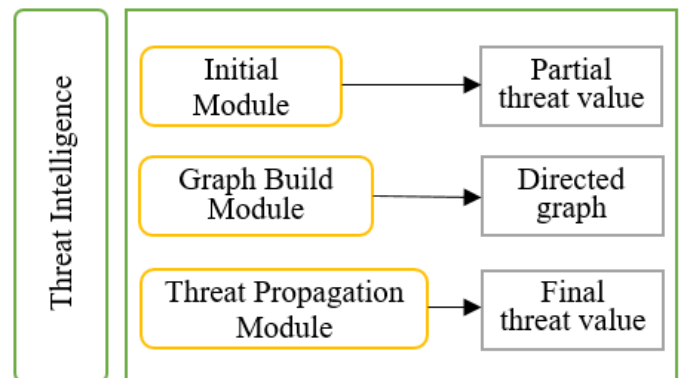 Threat Intelligence
Initial
Module
Partial
threat value
Graph Build
Module
Directed
graph
Threat Propagation
Module
Final
threat value